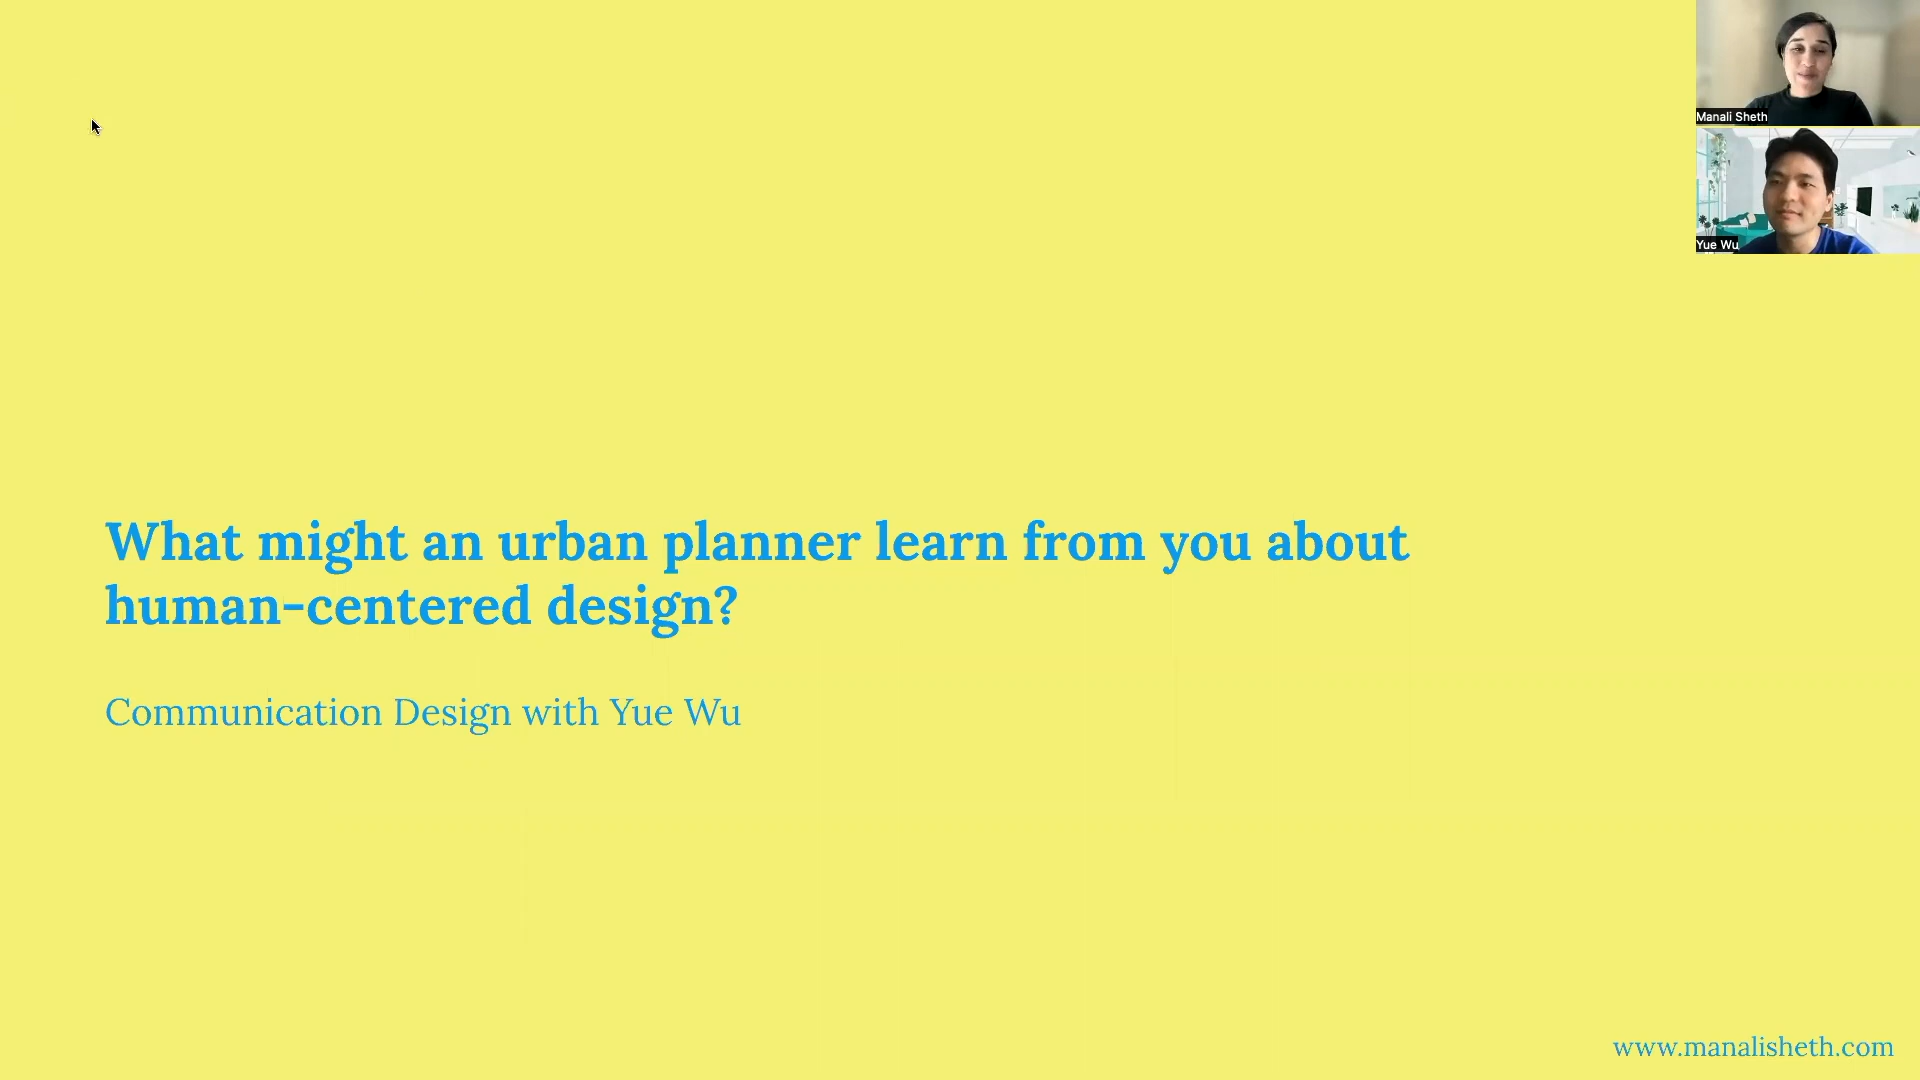 Manali Sheth
Yue Wu
What might an urban planner learn from you about
human-centered design?
Communication Design with Yue Wu
www.manalisheth.com